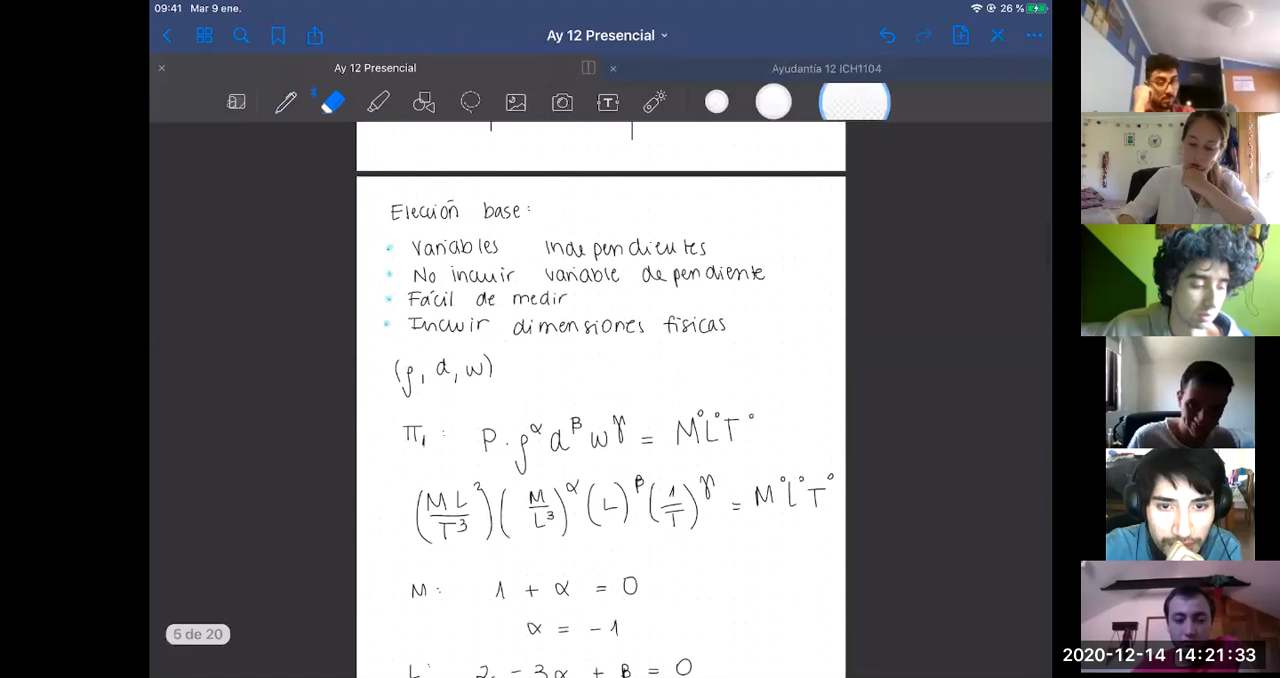 09:41 Mar 9 ene. 26 %
Ay 12 Presencial
Ay 12 Presencial Ayudantía 12 ICH1104
Elección base:
• Variables independientes
• No incluir variable dependiente
• Fácil de medir
• Incluir dimensiones físicas
(ρ, d, w)
Π₁ : P · ρ^α d^β w^γ = M°L°T°
(ML²/T³)(M/L³)^α (L)^β (1/T)^γ = M°L°T°
M: 1 + α = 0
α = -1
L: 2 - 3α + β = 0
5 de 20
2020-12-14 14:21:33